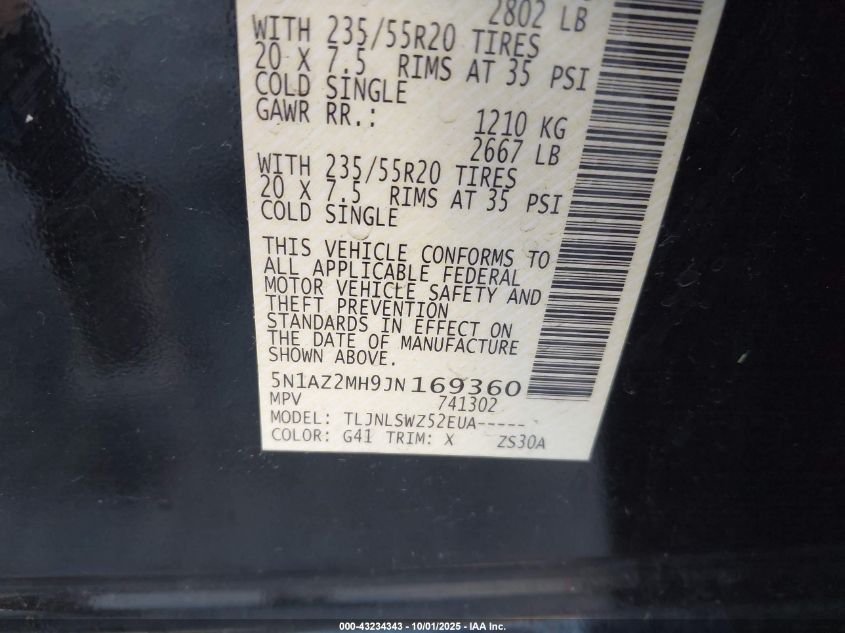 2802 LB
WITH 235/55R20 TIRES
20 X 7.5 RIMS AT 35 PSI
COLD SINGLE
GAWR RR.: 1210 KG
2667 LB
WITH 235/55R20 TIRES
20 X 7.5 RIMS AT 35 PSI
COLD SINGLE
THIS VEHICLE CONFORMS TO
ALL APPLICABLE FEDERAL
MOTOR VEHICLE SAFETY AND
THEFT PREVENTION
STANDARDS IN EFFECT ON
THE DATE OF MANUFACTURE
SHOWN ABOVE.
5N1AZ2MH9JN169360
MPV 741302
MODEL: TLJNLSWZ52EUA-----
COLOR: G41 TRIM: X ZS30A
000-43234343 - 10/01/2025 - IAA Inc.